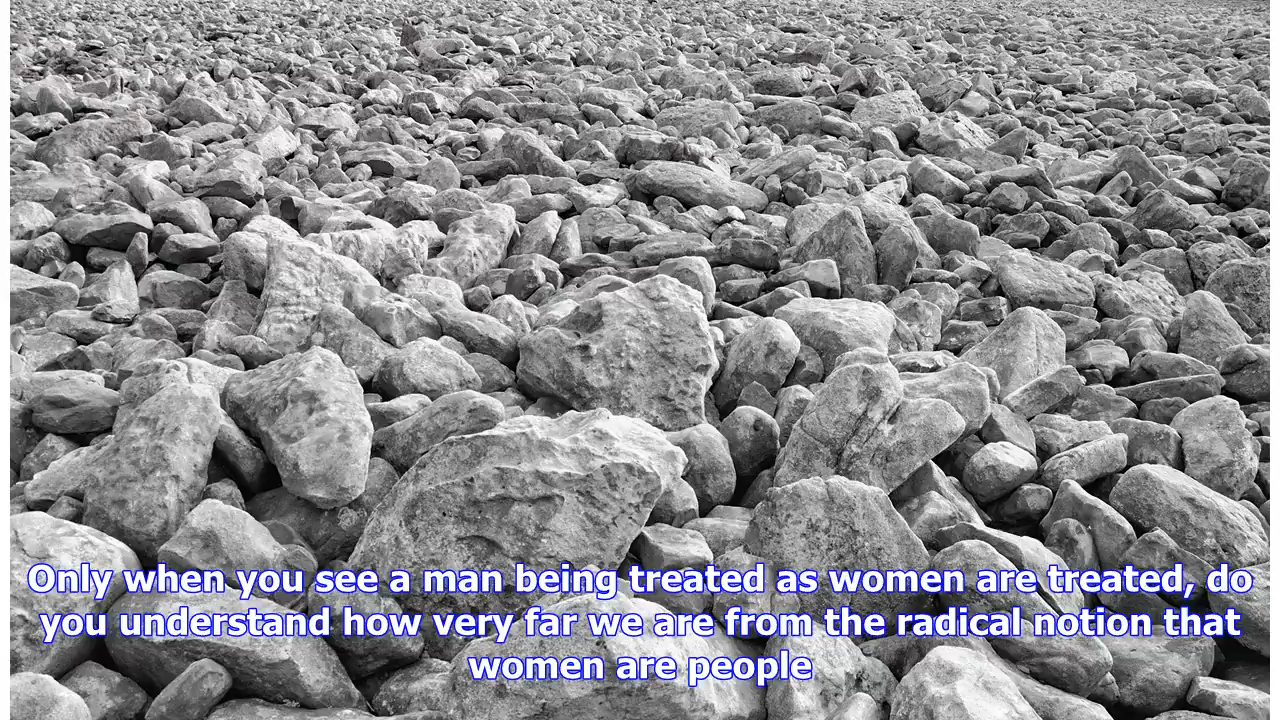 Only when you see a man being treated as women are treated, do
you understand how very far we are from the radical notion that
women are people